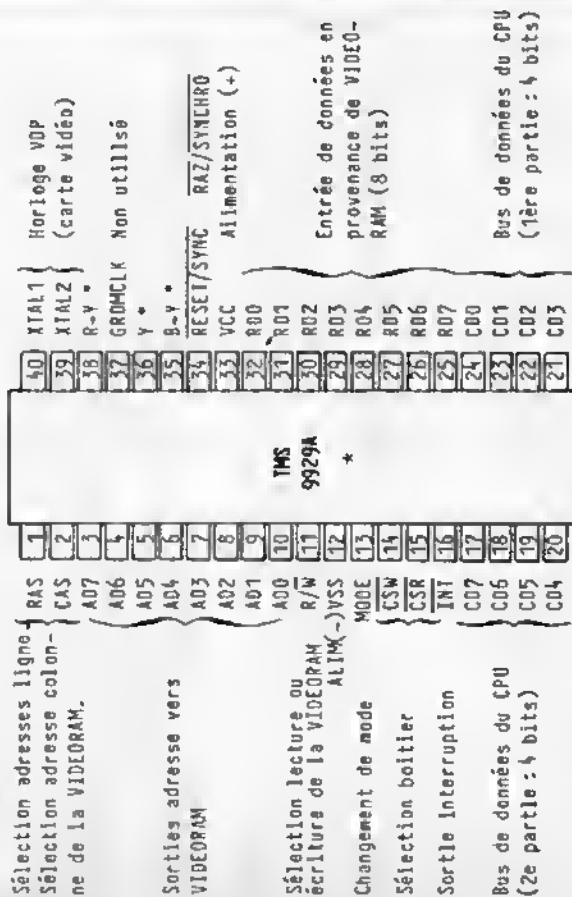 Sélection adresses ligne
Sélection adresse colon-
ne de la VIDEORAM.
Sorties adresse vers
VIDEORAM
Sélection lecture ou
écriture de la VIDEORAM
ALIM(-)
Changement de mode
Sélection boitier
Sortie Interruption
Bus de données du CPU
(2e partie : 4 bits)
RAS 1
CAS 2
AD7 3
AD6 4
AD5 5
AD4 6
AD3 7
AD2 8
AD1 9
AD0 10
R/W 11
VSS 12
MODE 13
CSW 14
CSR 15
INT 16
CD7 17
CD6 18
CD5 19
CD4 20
TMS
9929A
*
40 XTAL1
39 XTAL2
38 R-Y *
37 GROMCLK
36 Y *
35 B-Y *
34 RESET/SYNC
33 VCC
32 RD0
31 RD1
30 RD2
29 RD3
28 RD4
27 RD5
26 RD6
25 RD7
24 CD0
23 CD1
22 CD2
21 CD3
Horloge VDP
(carte vidéo)
Non utilisé
RAZ/SYNCHRO
Alimentation (+)
Entrée de données en
provenance de VIDEO-
RAM (8 bits)
Bus de données du CPU
(1ère partie : 4 bits)